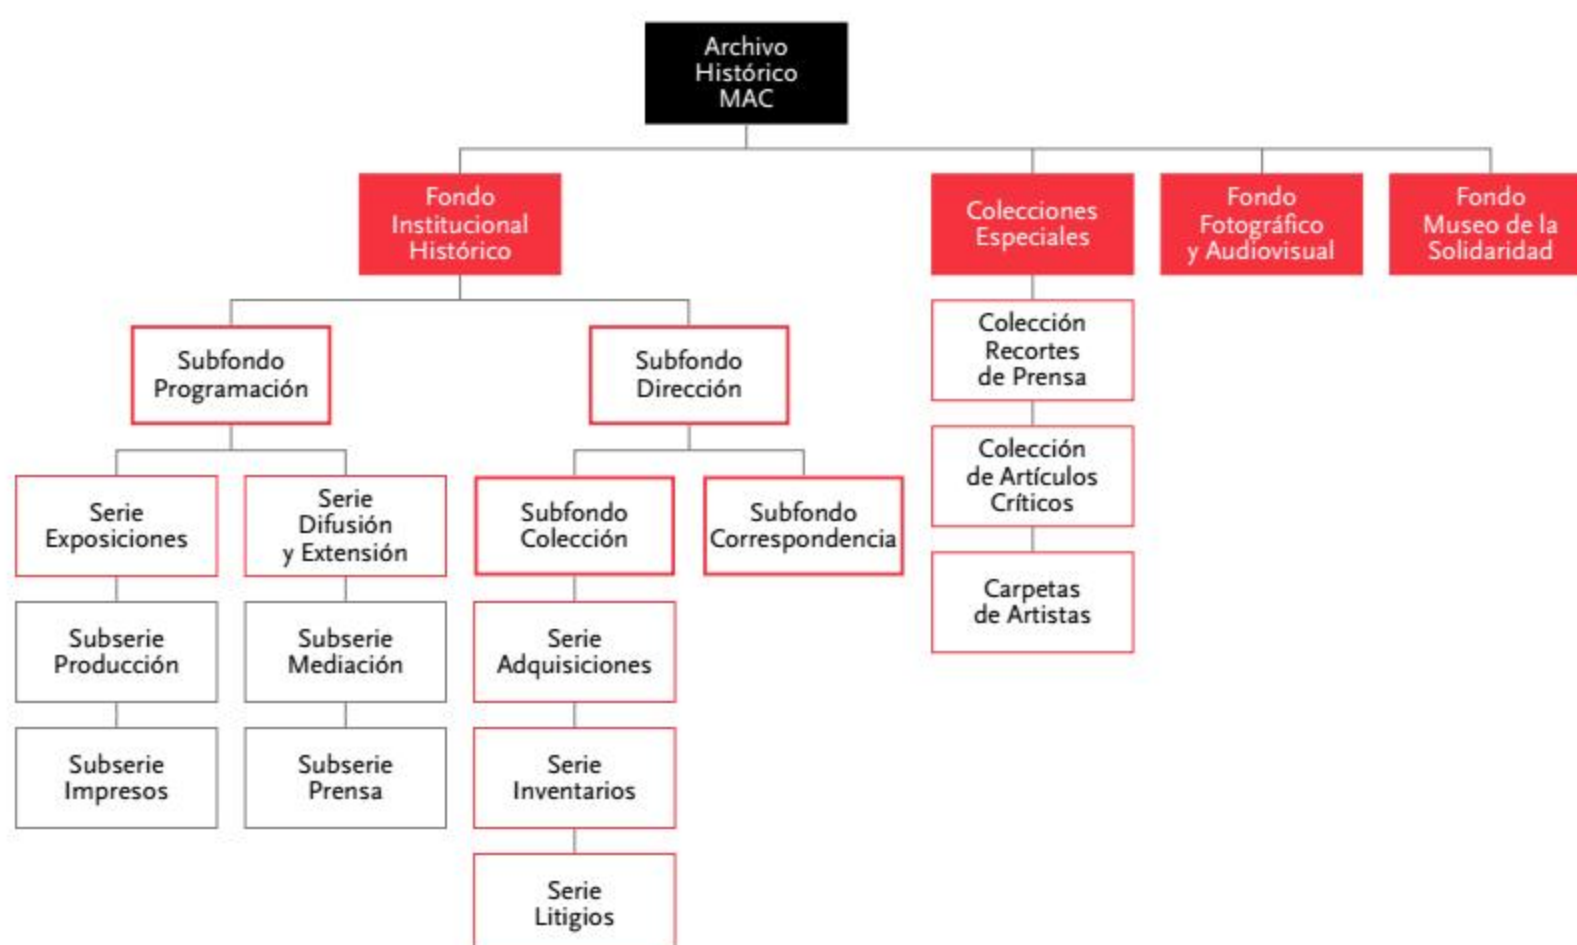 Archivo
Histórico
MAC
Fondo
Institucional
Histórico
Colecciones
Especiales
Fondo
Fotográfico
y Audiovisual
Fondo
Museo de la
Solidaridad
Subfondo
Programación
Subfondo
Dirección
Colección
Recortes
de Prensa
Colección
de Artículos
Críticos
Carpetas
de Artistas
Serie
Exposiciones
Serie
Difusión
y Extensión
Subfondo
Colección
Subfondo
Correspondencia
Subserie
Producción
Subserie
Mediación
Serie
Adquisiciones
Subserie
Impresos
Subserie
Prensa
Serie
Inventarios
Serie
Litigios